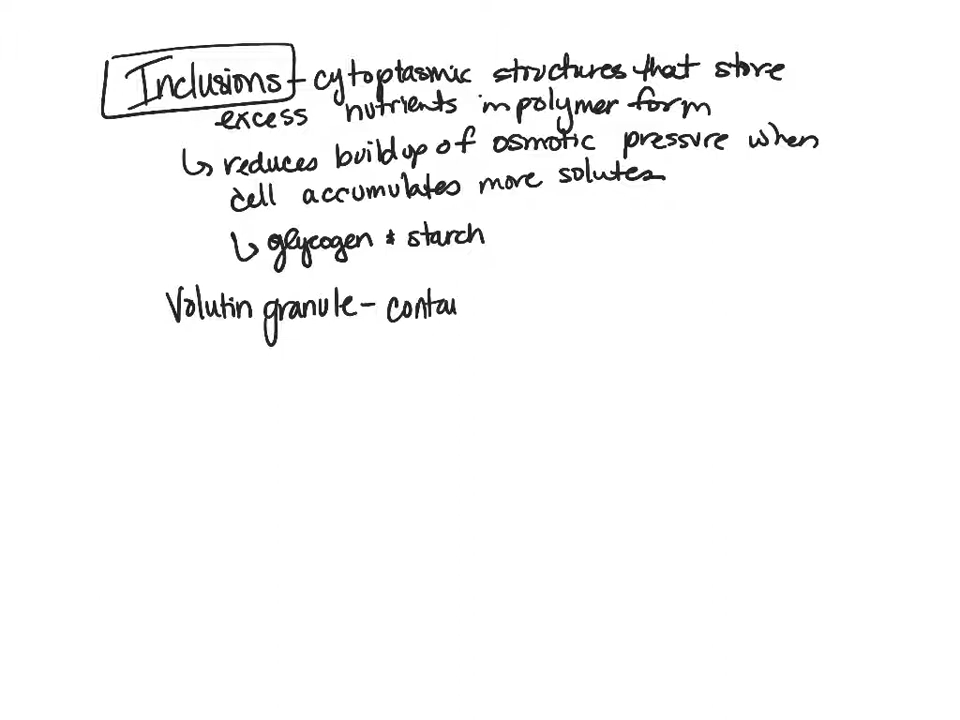 Inclusions - cytoplasmic structures that store
excess nutrients in polymer form
↳ reduces buildup of osmotic pressure when
cell accumulates more solutes
↳ glycogen & starch
Volutin granule - contai